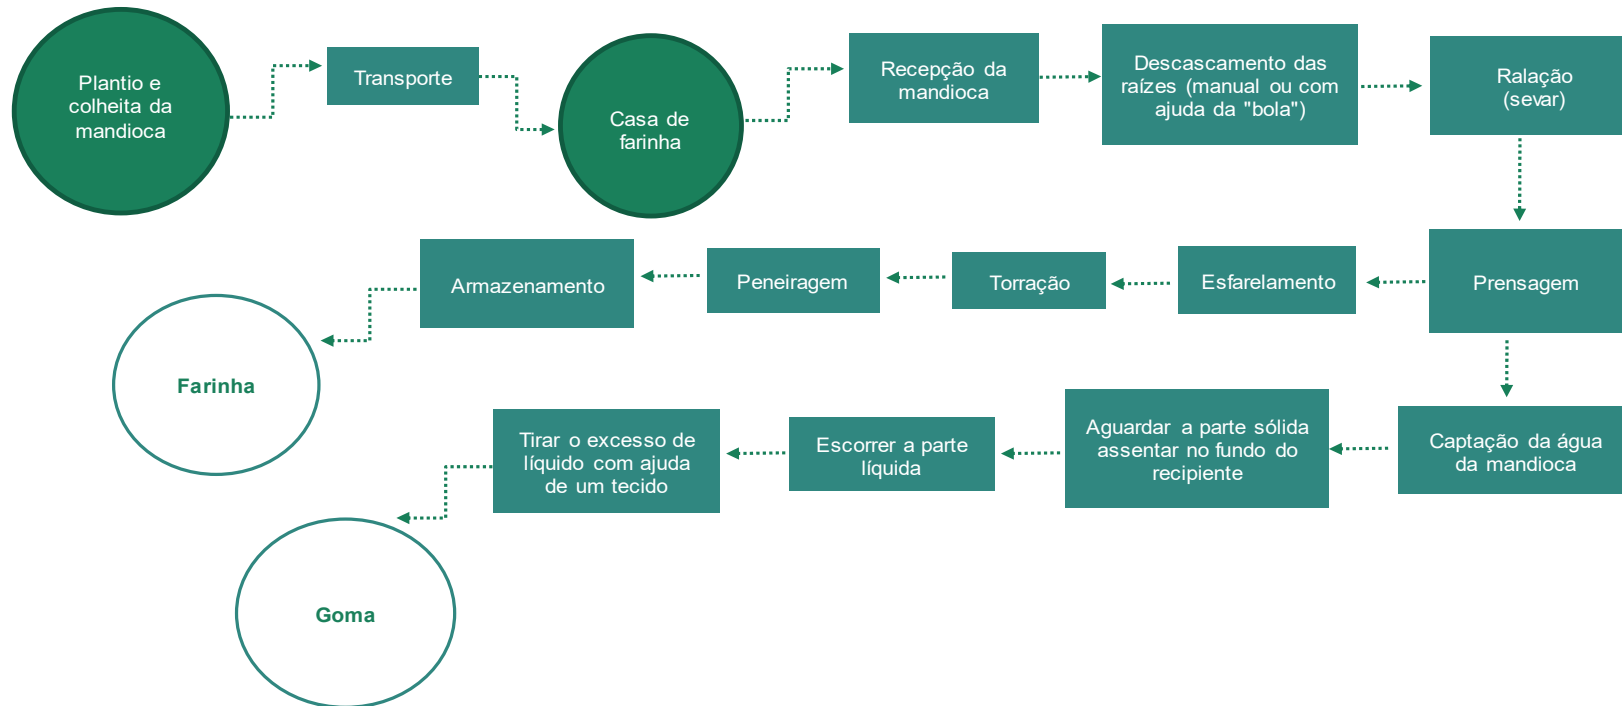 Plantio e
colheita da
mandioca
Transporte
Casa de
farinha
Recepção da
mandioca
Descascamento das
raízes (manual ou com
ajuda da "bola")
Ralação
(sevar)
Prensagem
Esfarelamento
Torração
Peneiragem
Armazenamento
Farinha
Captação da água
da mandioca
Aguardar a parte sólida
assentar no fundo do
recipiente
Escorrer a parte
líquida
Tirar o excesso de
líquido com ajuda
de um tecido
Goma